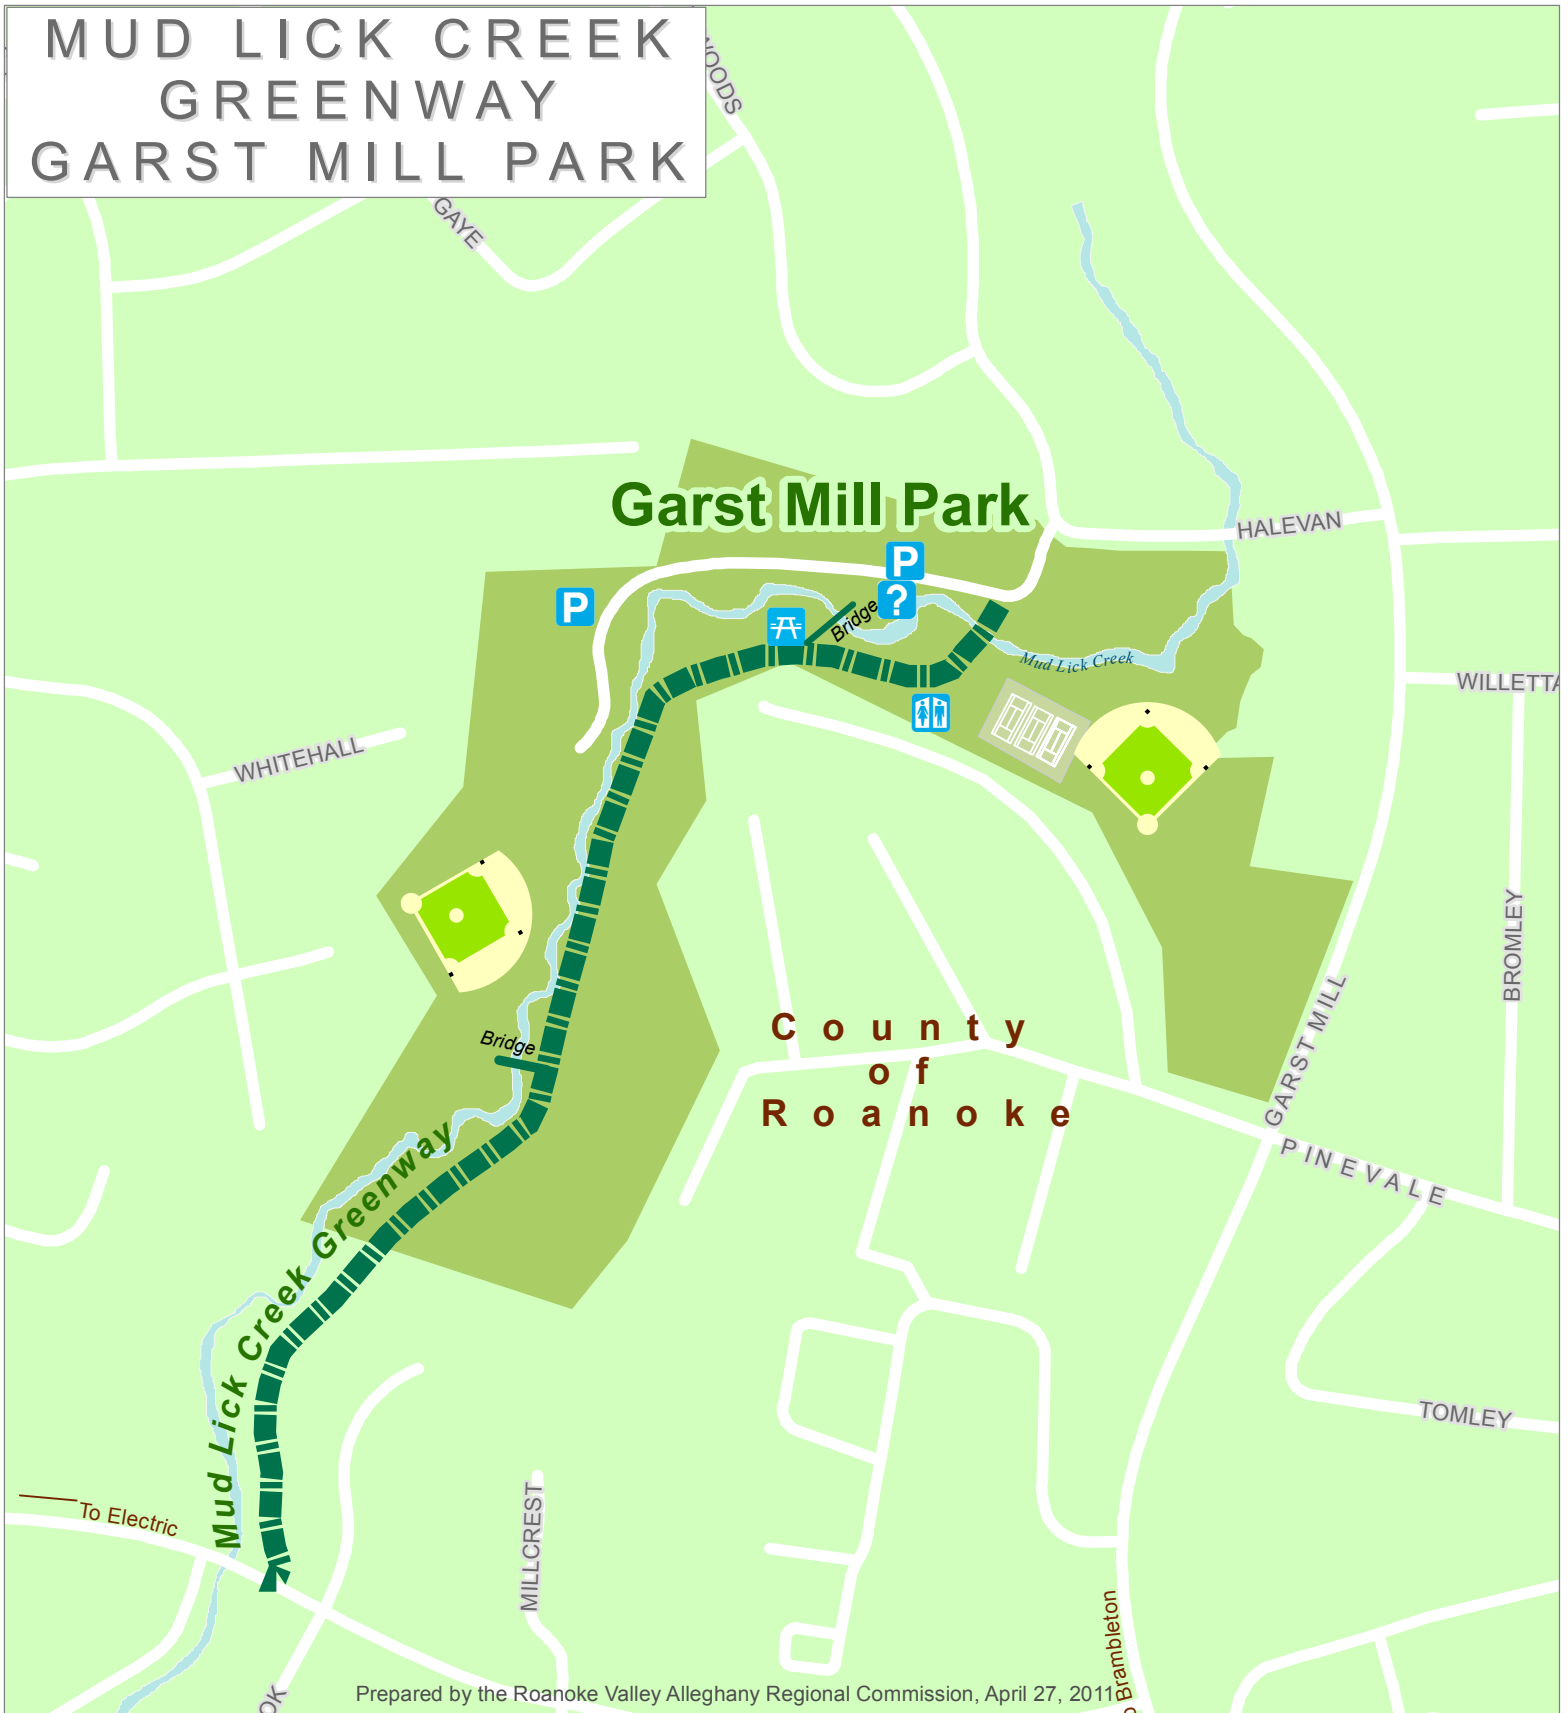 MUD LICK CREEK
GREENWAY
GARST MILL PARK
GAYE
Garst Mill Park
P
HALEVAN
P
?
Bridge
Mud Lick Creek
WHITEHALL
BROMLEY
GARST MILL
County
of
Roanoke
Bridge
PINEVALE
Mud Lick Creek Greenway
TOMLEY
To Electric
MILLCREST
Brambleton
Prepared by the Roanoke Valley Alleghany Regional Commission, April 27, 2011